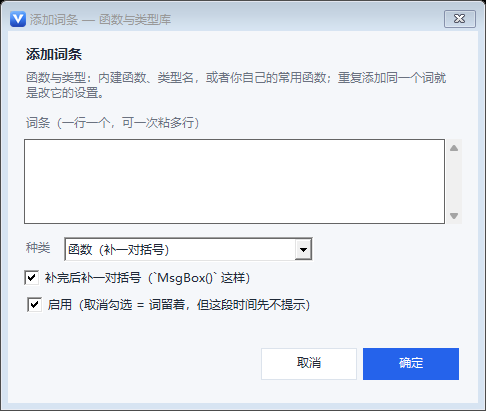 添加词条 — 函数与类型库
添加词条
函数与类型：内建函数、类型名，或者你自己的常用函数；重复添加同一个词就
是改它的设置。
词条（一行一个，可一次粘多行）
种类
函数（补一对括号）
补完后补一对括号（`MsgBox()` 这样）
启用（取消勾选 = 词留着，但这段时间先不提示）
取消
确定